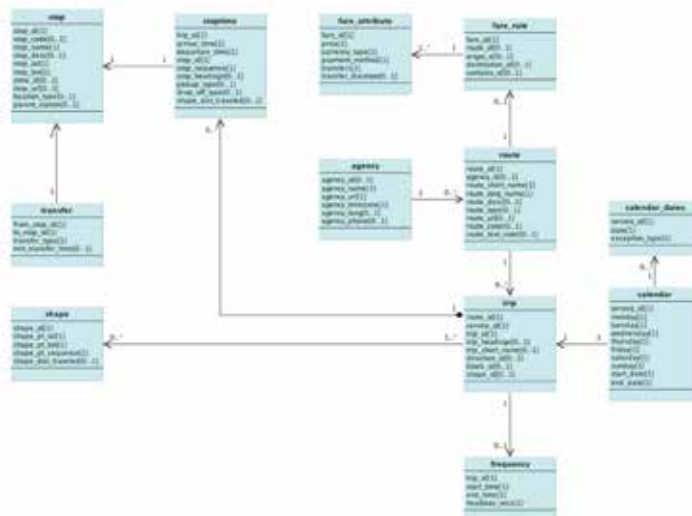 stop
stop_id[1]
stop_code[0..1]
stop_name[1]
stop_desc[0..1]
stop_lat[1]
stop_lon[1]
zone_id[0..1]
stop_url[0..1]
location_type[0..1]
parent_station[0..1]
stoptime
trip_id[1]
arrival_time[1]
departure_time[1]
stop_id[1]
stop_sequence[1]
stop_headsign[0..1]
pickup_type[0..1]
drop_off_type[0..1]
shape_dist_traveled[0..1]
fare_attribute
fare_id[1]
price[1]
currency_type[1]
payment_method[1]
transfers[1]
transfer_duration[0..1]
fare_rule
fare_id[1]
route_id[0..1]
origin_id[0..1]
destination_id[0..1]
contains_id[0..1]
agency
agency_id[0..1]
agency_name[1]
agency_url[1]
agency_timezone[1]
agency_lang[0..1]
agency_phone[0..1]
route
route_id[1]
agency_id[0..1]
route_short_name[1]
route_long_name[1]
route_desc[0..1]
route_type[0..1]
route_url[0..1]
route_color[0..1]
route_text_color[0..1]
calendar_dates
service_id[1]
date[1]
exception_type[1]
transfer
from_stop_id[1]
to_stop_id[1]
transfer_type[1]
min_transfer_time[0..1]
shape
shape_id[1]
shape_pt_lat[1]
shape_pt_lon[1]
shape_pt_sequence[1]
shape_dist_traveled[0..1]
trip
route_id[1]
service_id[1]
trip_id[1]
trip_headsign[0..1]
trip_short_name[0..1]
direction_id[0..1]
block_id[0..1]
shape_id[0..1]
calendar
service_id[1]
monday[1]
tuesday[1]
wednesday[1]
thursday[1]
friday[1]
saturday[1]
sunday[1]
start_date[1]
end_date[1]
frequency
trip_id[1]
start_time[1]
end_time[1]
headway_secs[1]